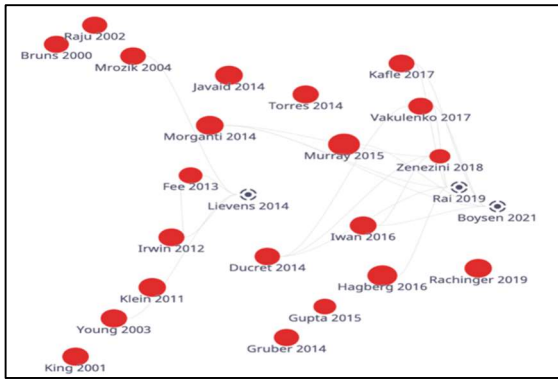 Raju 2002
Bruns 2000
Mrozik 2004
Javaid 2014
Kafle 2017
Torres 2014
Vakulenko 2017
Morganti 2014
Murray 2015
Zenezini 2018
Fee 2013
Rai 2019
Lievens 2014
Boysen 2021
Irwin 2012
Iwan 2016
Ducret 2014
Rachinger 2019
Hagberg 2016
Klein 2011
Gupta 2015
Young 2003
Gruber 2014
King 2001